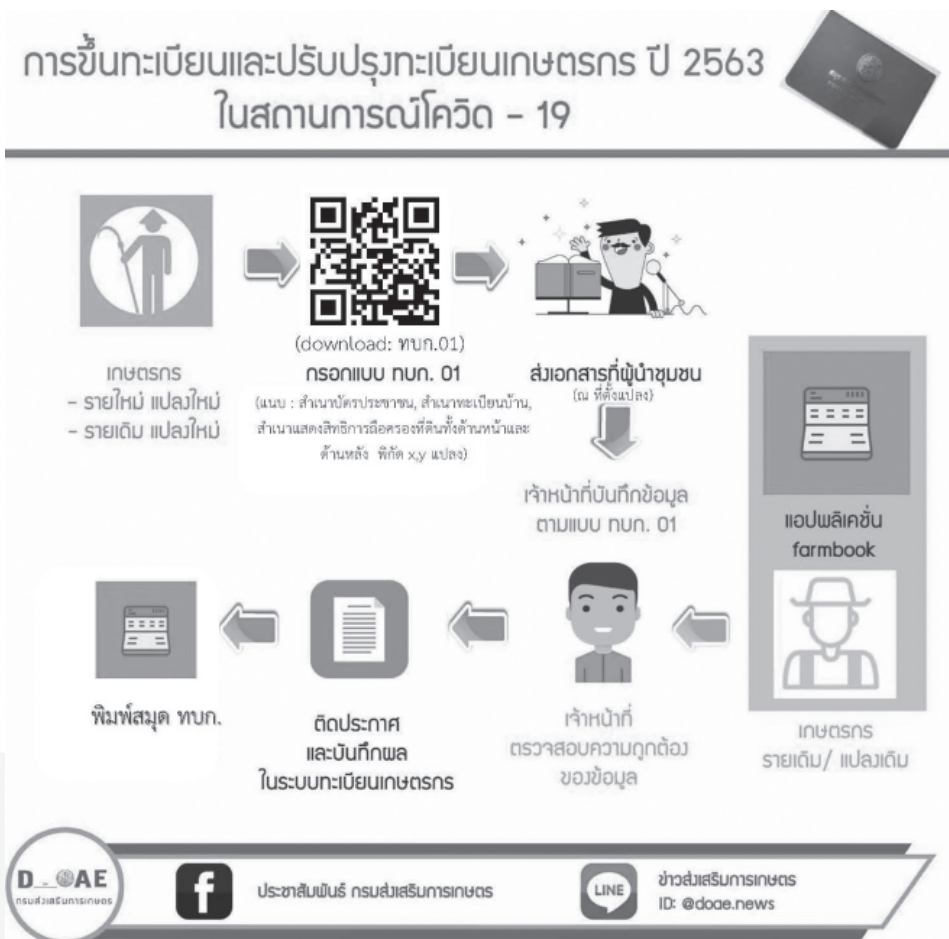 การขึ้นทะเบียนและปรับปรุงทะเบียนเกษตรกร ปี 2563
ในสถานการณ์โควิด - 19
เกษตรกร
- รายใหม่ แปลงใหม่
- รายเดิม แปลงใหม่
(download: ทบก.01)
กรอกแบบ ทบก. 01
(แนบ : สำเนาบัตรประชาชน, สำเนาทะเบียนบ้าน,
สำเนาแสดงสิทธิการถือครองที่ดินทั้งด้านหน้าและ
ด้านหลัง พิกัด x,y แปลง)
ส่งเอกสารที่ผู้นำชุมชน
(ณ ที่ตั้งแปลง)
เจ้าหน้าที่บันทึกข้อมูล
ตามแบบ ทบก. 01
แอปพลิเคชั่น
farmbook
เกษตรกร
รายเดิม/ แปลงเดิม
เจ้าหน้าที่
ตรวจสอบความถูกต้อง
ของข้อมูล
ติดประกาศ
และบันทึกผล
ในระบบทะเบียนเกษตรกร
พิมพ์สมุด ทบก.
D AE
กรมส่งเสริมการเกษตร
f
ประชาสัมพันธ์ กรมส่งเสริมการเกษตร
LINE
ข่าวส่งเสริมการเกษตร
ID: @doae.news